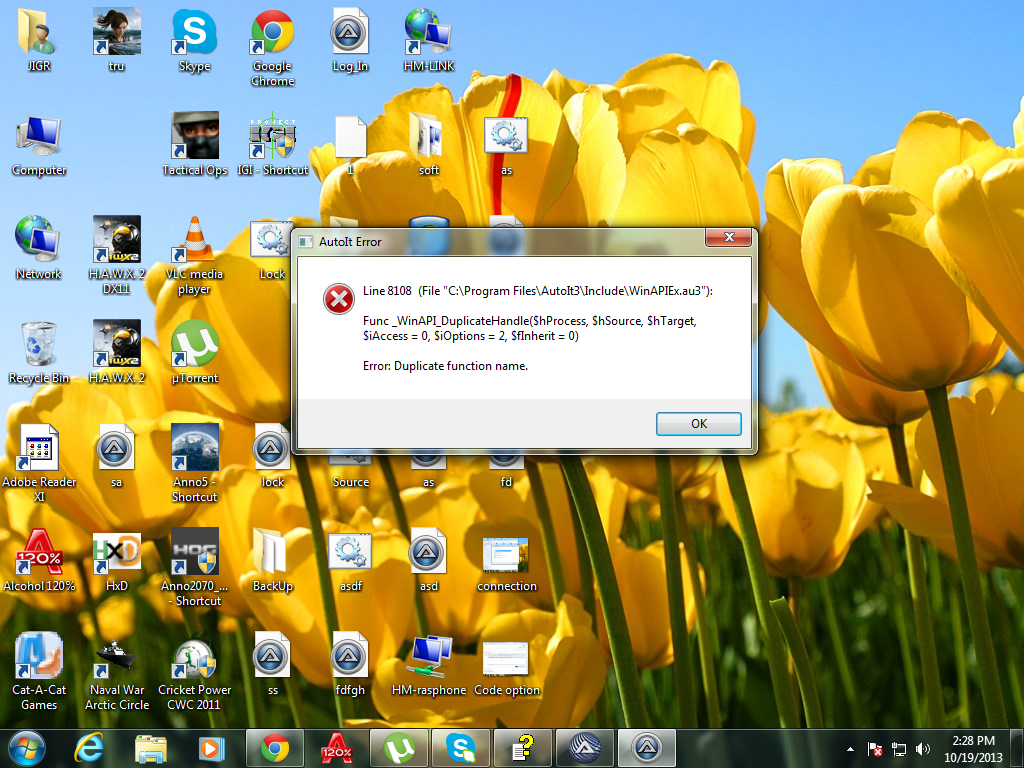 JIGR
tru
Skype
Google
Chrome
Log_In
HM-LINK
Computer
Tactical Ops
PROJECT
IGI - Shortcut
1
soft
as
Network
H.A.W.X. 2
DX11
VLC media
player
Lock
AutoIt Error
Line 8108 (File "C:\Program Files\AutoIt3\Include\WinAPIEx.au3"):
Func _WinAPI_DuplicateHandle($hProcess, $hSource, $hTarget,
$iAccess = 0, $iOptions = 2, $fInherit = 0)
Error: Duplicate function name.
OK
Recycle Bin
H.A.W.X. 2
µTorrent
Adobe Reader
XI
sa
Anno5 -
Shortcut
lock
Source
as
fd
120%
Alcohol 120%
HxD
HxD
Anno2070_...
- Shortcut
BackUp
asdf
asd
connection
Cat-A-Cat
Games
Naval War
Arctic Circle
Cricket Power
CWC 2011
ss
fdfgh
HM-rasphone
Code option
120%
2:28 PM
10/19/2013